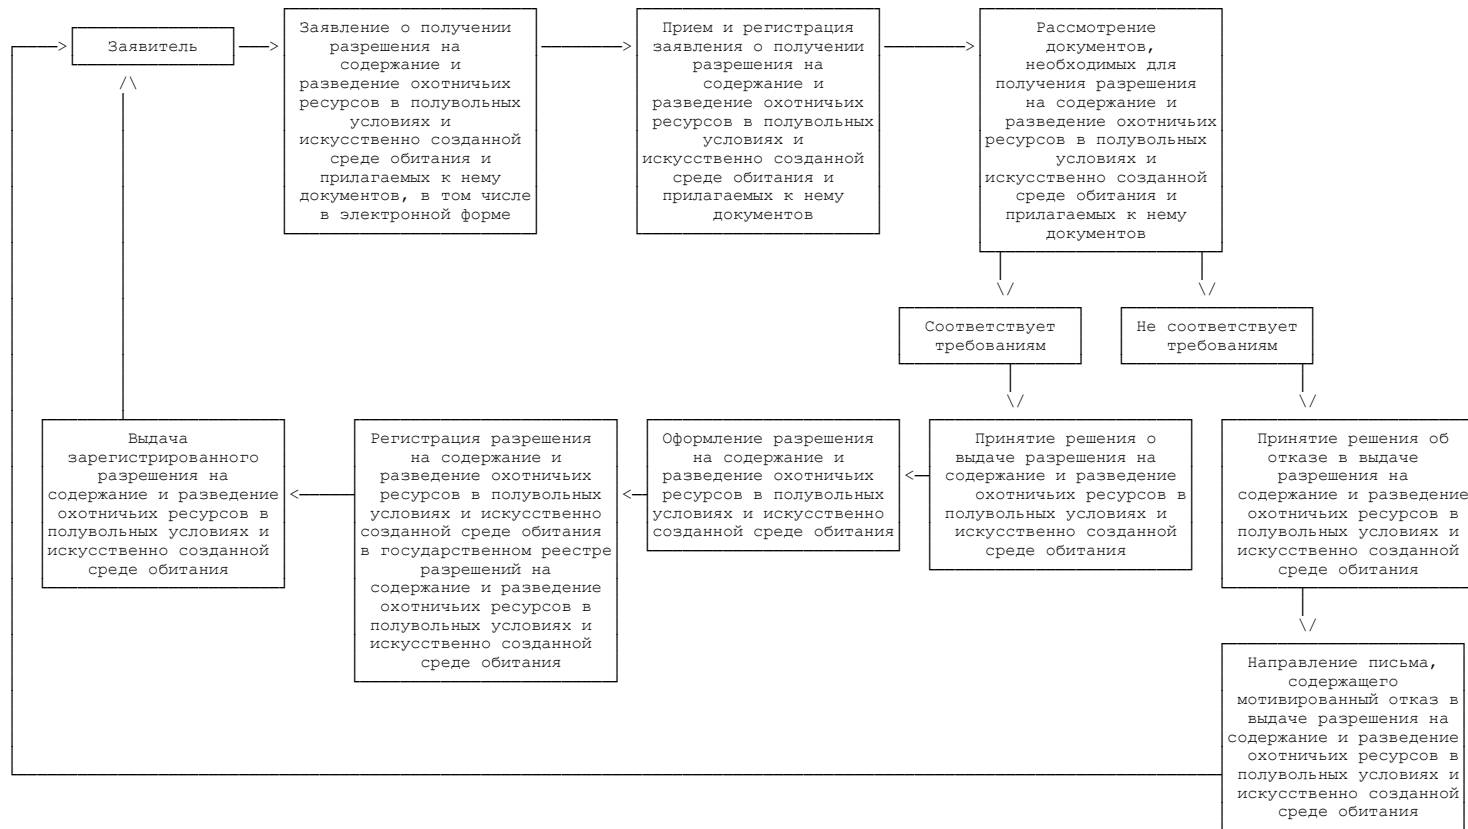 Заявитель
Заявление о получении
разрешения на
содержание и
разведение охотничьих
ресурсов в полувольных
условиях и
искусственно созданной
среде обитания и
прилагаемых к нему
документов, в том числе
в электронной форме
Прием и регистрация
заявления о получении
разрешения на
содержание и
разведение охотничьих
ресурсов в полувольных
условиях и
искусственно созданной
среде обитания и
прилагаемых к нему
документов
Рассмотрение
документов,
необходимых для
получения разрешения
на содержание и
разведение охотничьих
ресурсов в полувольных
условиях и
искусственно созданной
среде обитания и
прилагаемых к нему
документов
Соответствует
требованиям
Не соответствует
требованиям
Выдача
зарегистрированного
разрешения на
содержание и разведение
охотничьих ресурсов в
полувольных условиях и
искусственно созданной
среде обитания
Регистрация разрешения
на содержание и
разведение охотничьих
ресурсов в полувольных
условиях и искусственно
созданной среде обитания
в государственном реестре
разрешений на
содержание и разведение
охотничьих ресурсов в
полувольных условиях и
искусственно созданной
среде обитания
Оформление разрешения
на содержание и
разведение охотничьих
ресурсов в полувольных
условиях и искусственно
созданной среде обитания
Принятие решения о
выдаче разрешения на
содержание и разведение
охотничьих ресурсов в
полувольных условиях и
искусственно созданной
среде обитания
Принятие решения об
отказе в выдаче
разрешения на
содержание и разведение
охотничьих ресурсов в
полувольных условиях и
искусственно созданной
среде обитания
Направление письма,
содержащего
мотивированный отказ в
выдаче разрешения на
содержание и разведение
охотничьих ресурсов в
полувольных условиях и
искусственно созданной
среде обитания